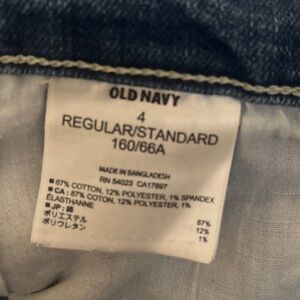 OLD NAVY
4
REGULAR/STANDARD
160/66A
MADE IN BANGLADESH
RN 54023 CA17897
■ 87% COTTON, 12% POLYESTER, 1% SPANDEX
■ CA : 87% COTON, 12% POLYESTER, 1%
ÉLASTHANNE
■ JP : 綿 87%
ポリエステル 12%
ポリウレタン 1%